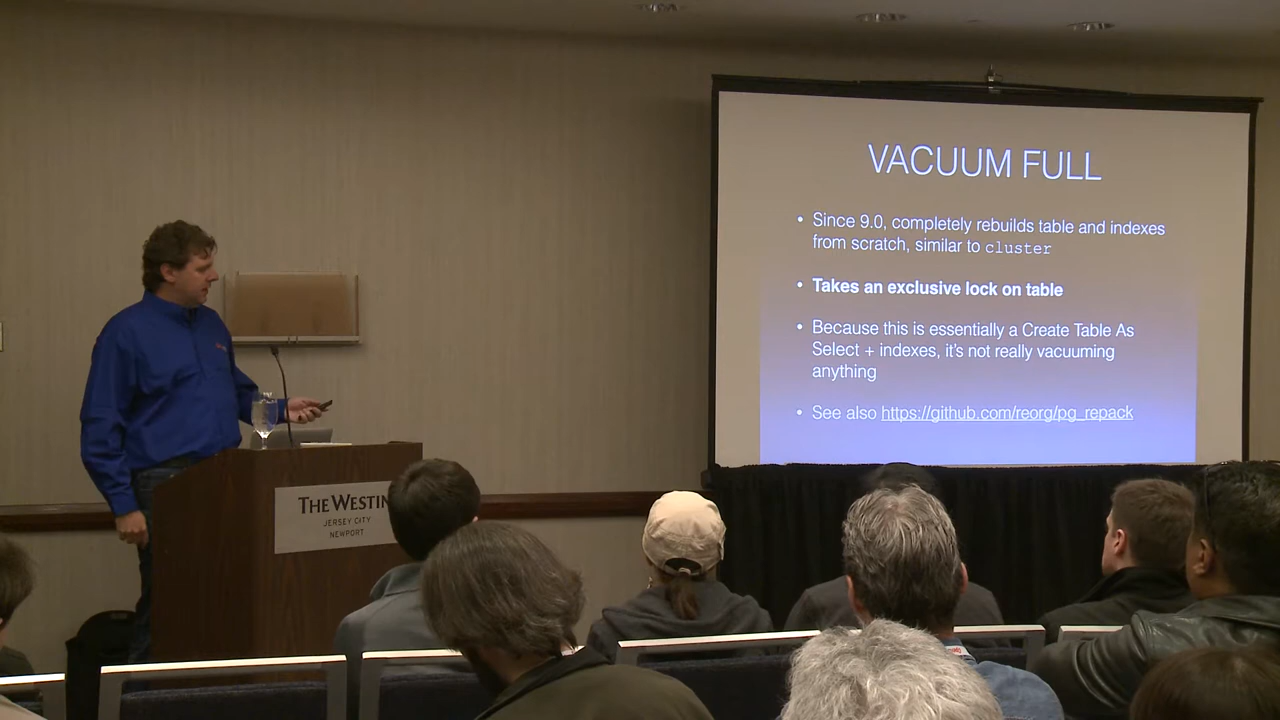 VACUUM FULL
• Since 9.0, completely rebuilds table and indexes
from scratch, similar to cluster
• Takes an exclusive lock on table
• Because this is essentially a Create Table As
Select + indexes, it's not really vacuuming
anything
• See also https://github.com/reorg/pg_repack
THE WESTIN
JERSEY CITY
NEWPORT